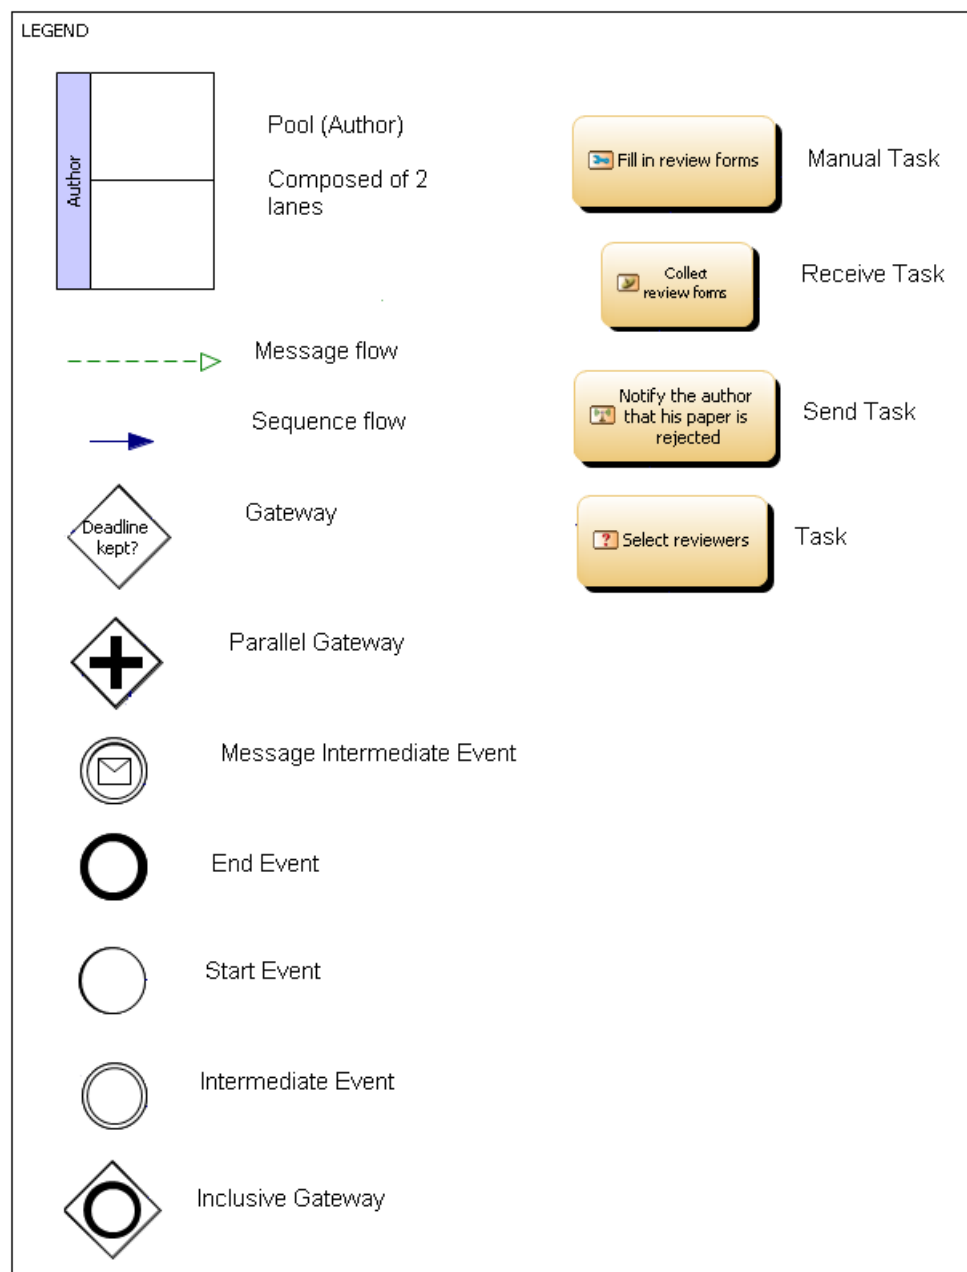 LEGEND
Author
Pool (Author)
Composed of 2
lanes
Message flow
Sequence flow
Deadline
kept?
Gateway
Parallel Gateway
Message Intermediate Event
End Event
Start Event
Intermediate Event
Inclusive Gateway
Fill in review forms
Manual Task
Collect
review forms
Receive Task
Notify the author
that his paper is
rejected
Send Task
? Select reviewers
Task